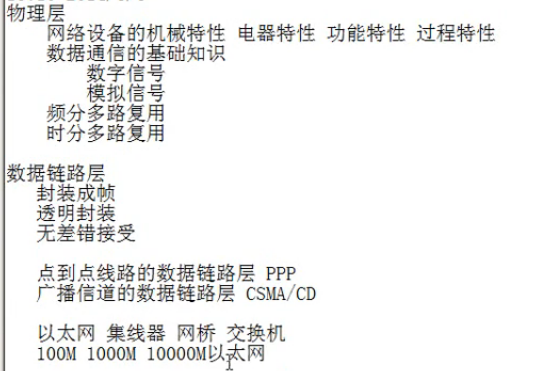 物理层
网络设备的机械特性 电器特性 功能特性 过程特性
数据通信的基础知识
数字信号
模拟信号
频分多路复用
时分多路复用
数据链路层
封装成帧
透明封装
无差错接受
点到点线路的数据链路层 PPP
广播信道的数据链路层 CSMA/CD
以太网 集线器 网桥 交换机
100M 1000M 10000M以太网